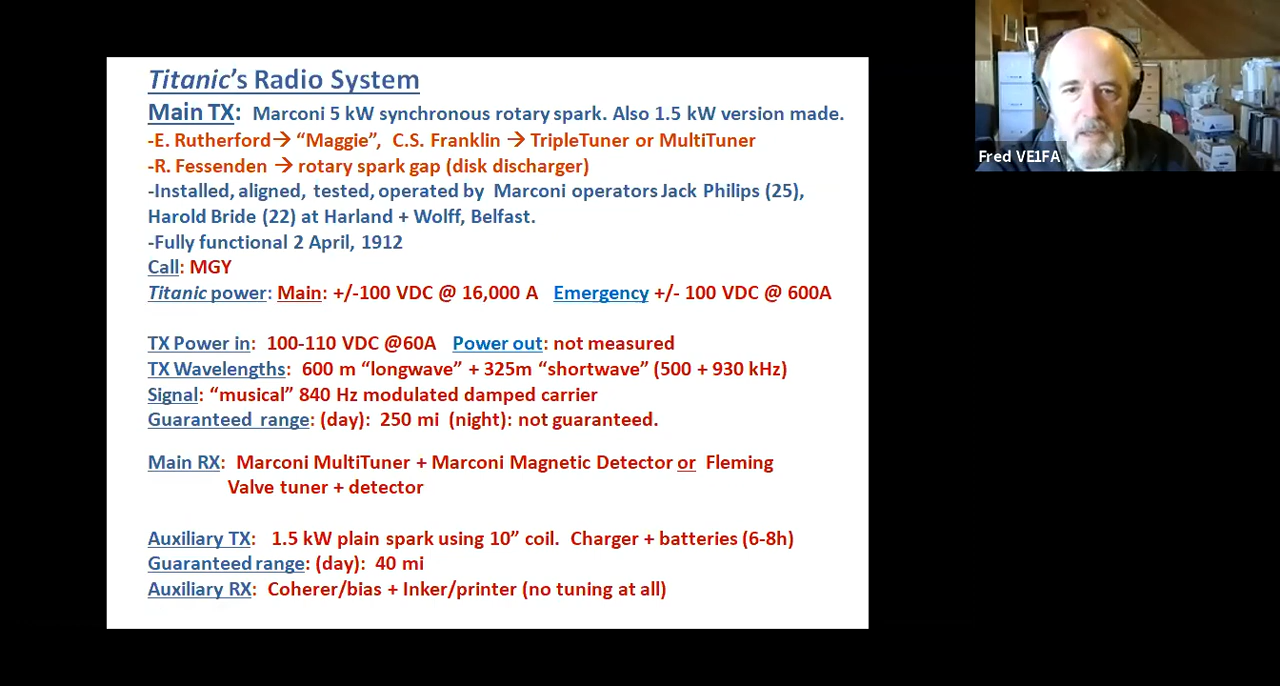 Titanic's Radio System
Main TX: Marconi 5 kW synchronous rotary spark. Also 1.5 kW version made.
-E. Rutherford→ “Maggie”, C.S. Franklin → TripleTuner or MultiTuner
-R. Fessenden → rotary spark gap (disk discharger)
-Installed, aligned, tested, operated by Marconi operators Jack Philips (25),
Harold Bride (22) at Harland + Wolff, Belfast.
-Fully functional 2 April, 1912
Call: MGY
Titanic power: Main: +/-100 VDC @ 16,000 A Emergency +/- 100 VDC @ 600A
TX Power in: 100-110 VDC @60A Power out: not measured
TX Wavelengths: 600 m “longwave” + 325m “shortwave” (500 + 930 kHz)
Signal: “musical” 840 Hz modulated damped carrier
Guaranteed range: (day): 250 mi (night): not guaranteed.
Main RX: Marconi MultiTuner + Marconi Magnetic Detector or Fleming
Valve tuner + detector
Auxiliary TX: 1.5 kW plain spark using 10” coil. Charger + batteries (6-8h)
Guaranteed range: (day): 40 mi
Auxiliary RX: Coherer/bias + Inker/printer (no tuning at all)
Fred VE1FA